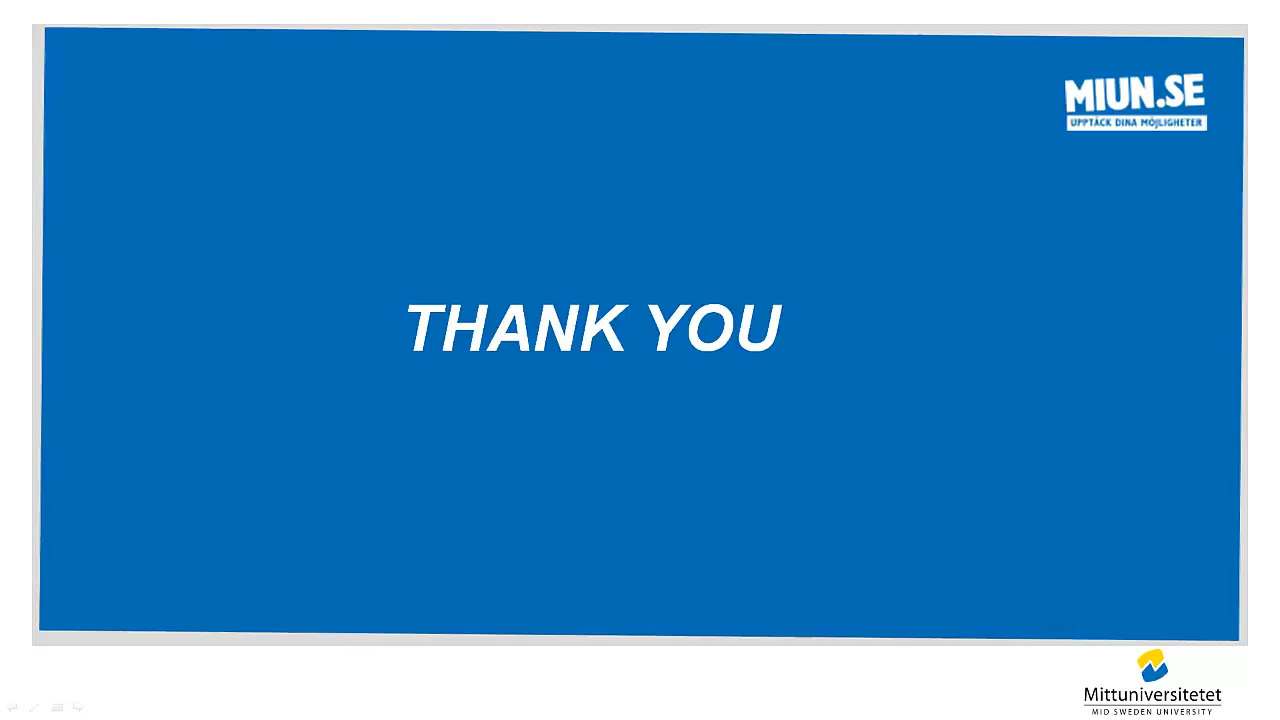 MIUN.SE
UPPTÄCK DINA MÖJLIGHETER
THANK YOU
Mittuniversitetet
MID SWEDEN UNIVERSITY